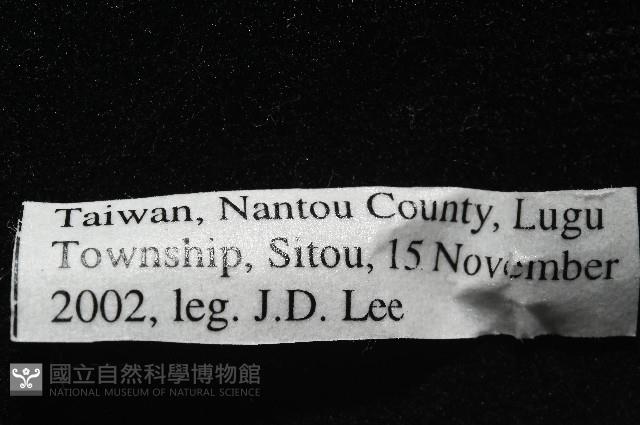 Taiwan, Nantou County, Lugu
Township, Sitou, 15 November
2002, leg. J.D. Lee
國立自然科學博物館
NATIONAL MUSEUM OF NATURAL SCIENCE